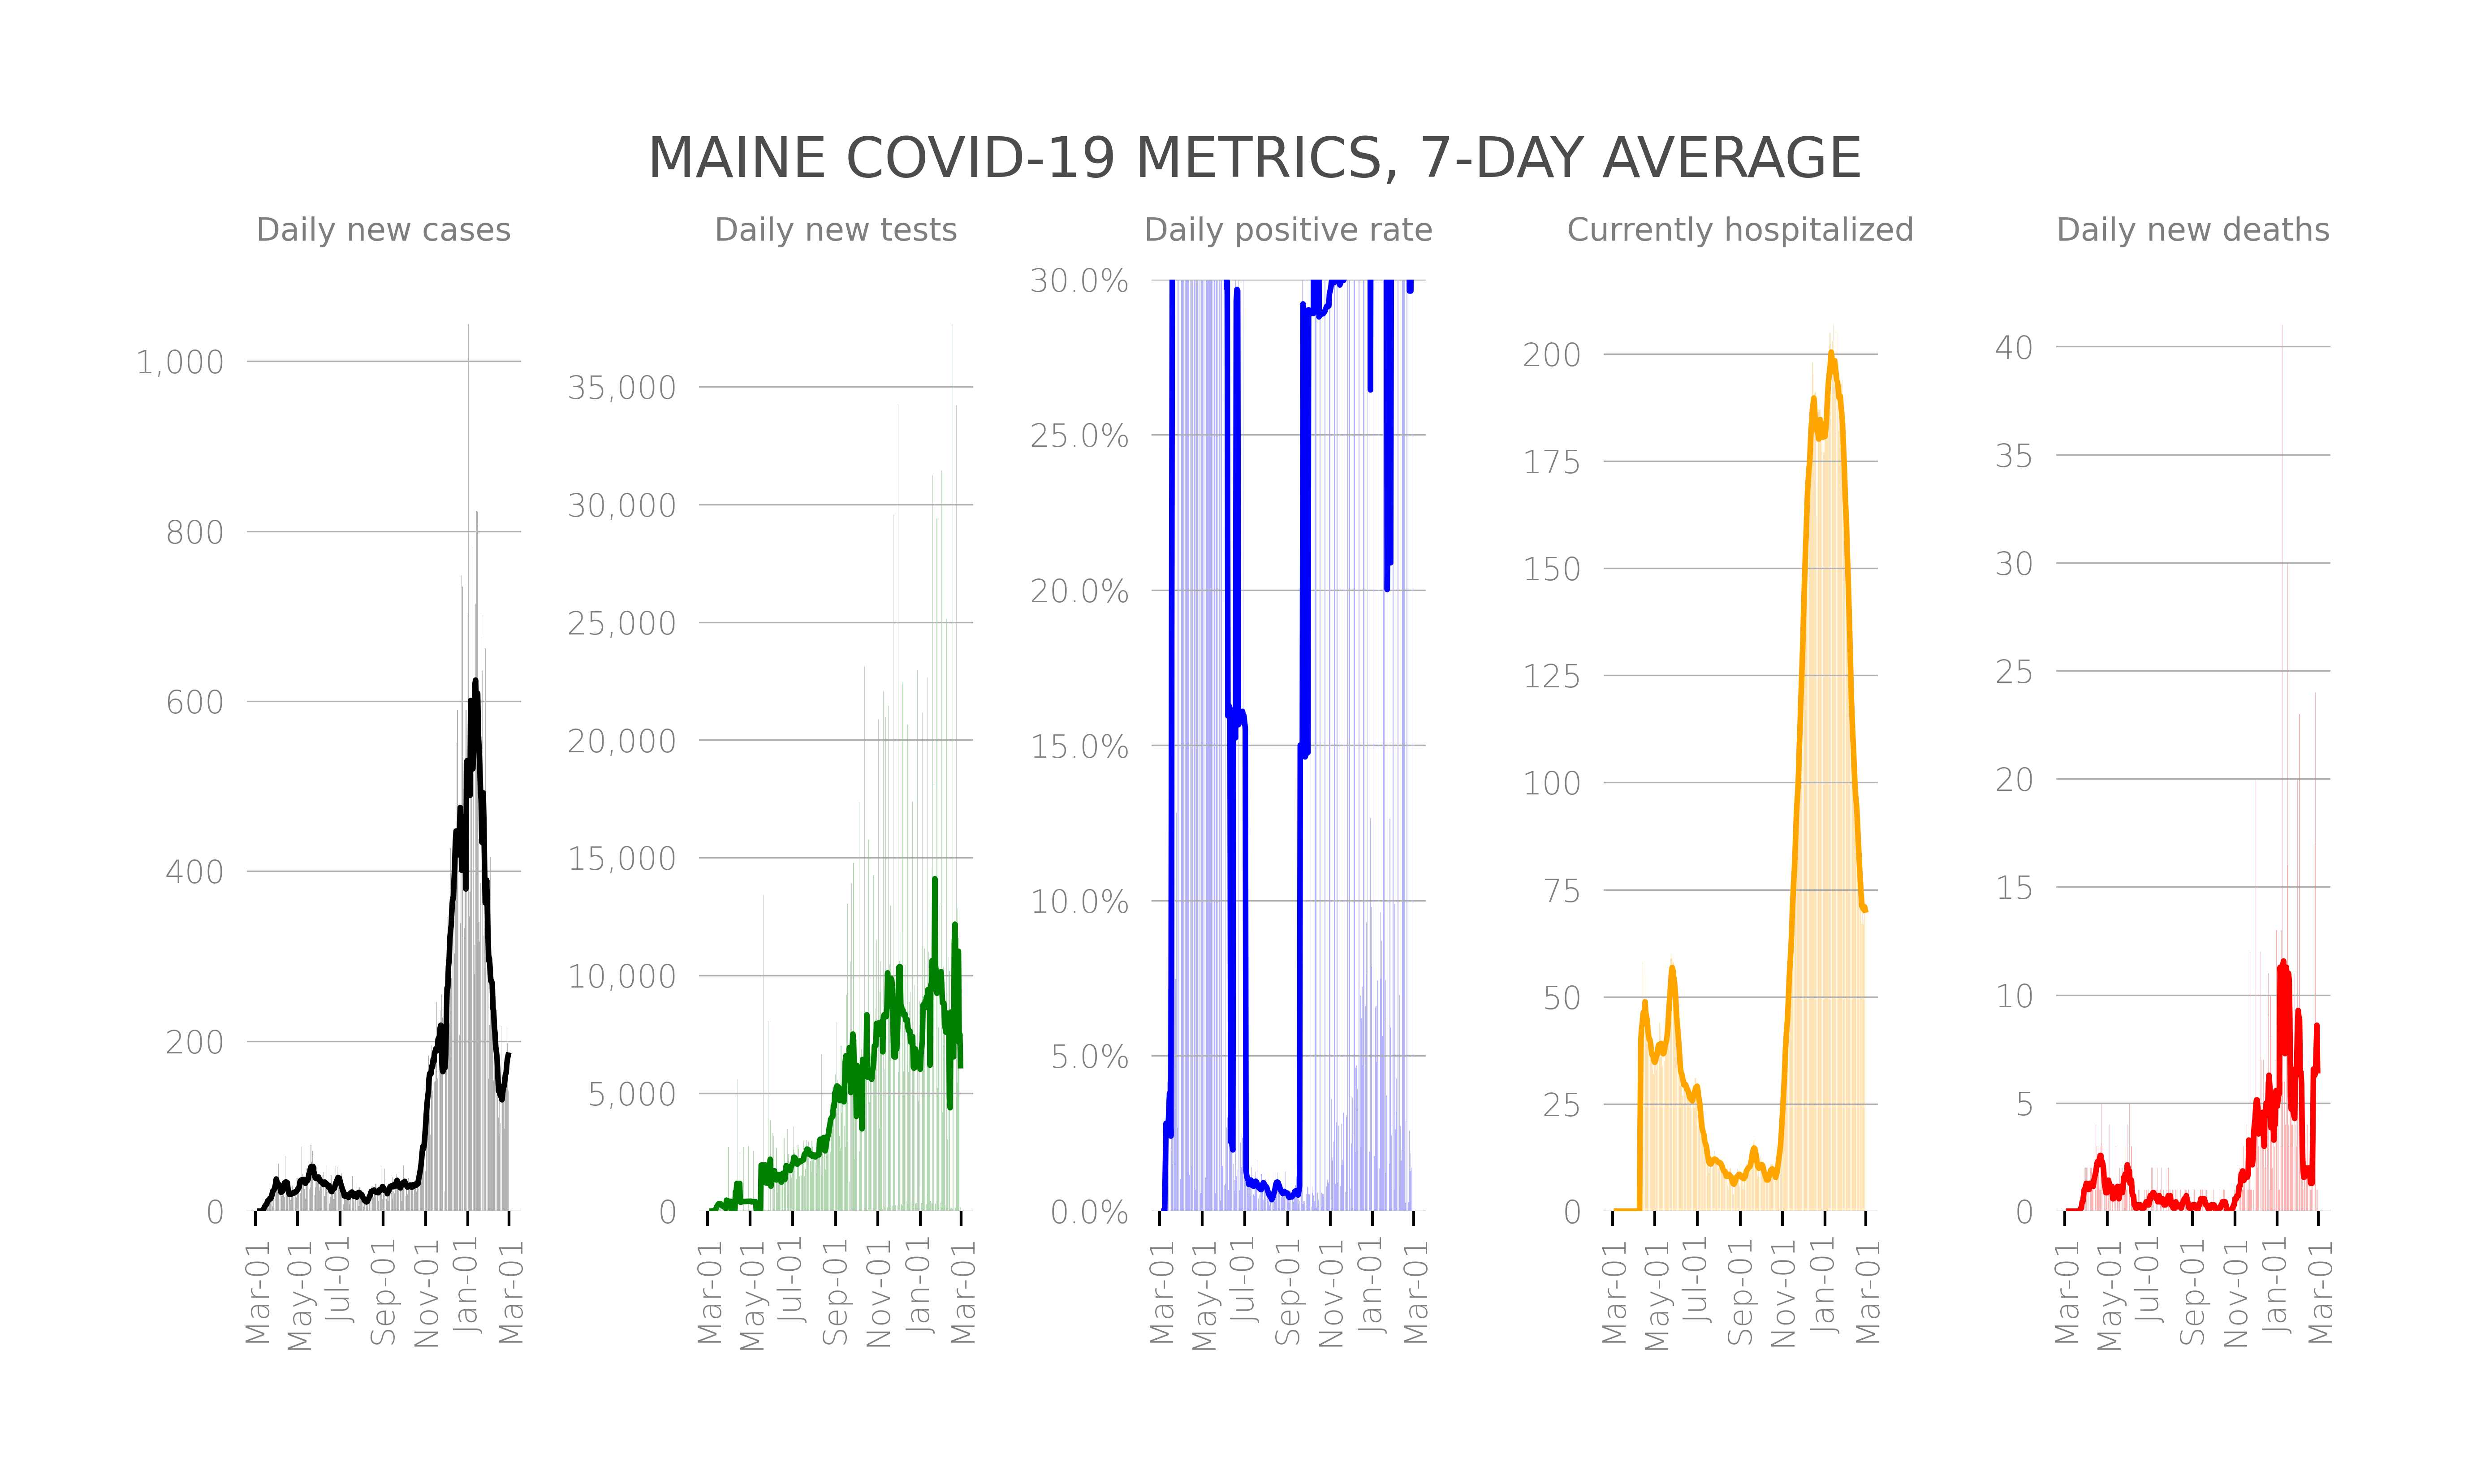 MAINE COVID-19 METRICS, 7-DAY AVERAGE
Daily new cases
1,000
800
600
400
200
0
Mar-01
May-01
Jul-01
Sep-01
Nov-01
Jan-01
Mar-01
Daily new tests
35,000
30,000
25,000
20,000
15,000
10,000
5,000
0
Mar-01
May-01
Jul-01
Sep-01
Nov-01
Jan-01
Mar-01
Daily positive rate
30.0%
25.0%
20.0%
15.0%
10.0%
5.0%
0.0%
Mar-01
May-01
Jul-01
Sep-01
Nov-01
Jan-01
Mar-01
Currently hospitalized
200
175
150
125
100
75
50
25
0
Mar-01
May-01
Jul-01
Sep-01
Nov-01
Jan-01
Mar-01
Daily new deaths
40
35
30
25
20
15
10
5
0
Mar-01
May-01
Jul-01
Sep-01
Nov-01
Jan-01
Mar-01